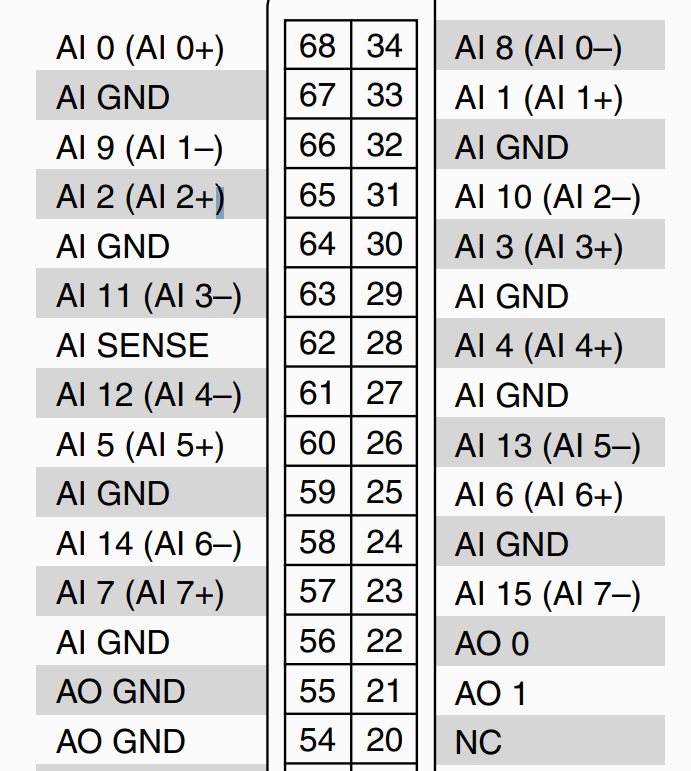 AI 0 (AI 0+) 68 34 AI 8 (AI 0–)
AI GND 67 33 AI 1 (AI 1+)
AI 9 (AI 1–) 66 32 AI GND
AI 2 (AI 2+) 65 31 AI 10 (AI 2–)
AI GND 64 30 AI 3 (AI 3+)
AI 11 (AI 3–) 63 29 AI GND
AI SENSE 62 28 AI 4 (AI 4+)
AI 12 (AI 4–) 61 27 AI GND
AI 5 (AI 5+) 60 26 AI 13 (AI 5–)
AI GND 59 25 AI 6 (AI 6+)
AI 14 (AI 6–) 58 24 AI GND
AI 7 (AI 7+) 57 23 AI 15 (AI 7–)
AI GND 56 22 AO 0
AO GND 55 21 AO 1
AO GND 54 20 NC